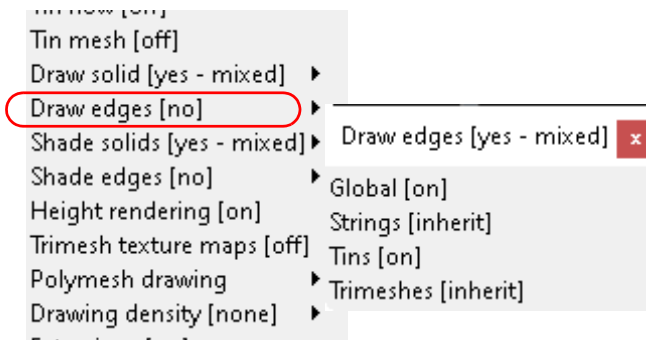 Tin mesh [off]
Draw solid [yes - mixed]
Draw edges [no]
Shade solids [yes - mixed]
Shade edges [no]
Height rendering [on]
Trimesh texture maps [off]
Polymesh drawing
Drawing density [none]
Draw edges [yes - mixed] x
Global [on]
Strings [inherit]
Tins [on]
Trimeshes [inherit]